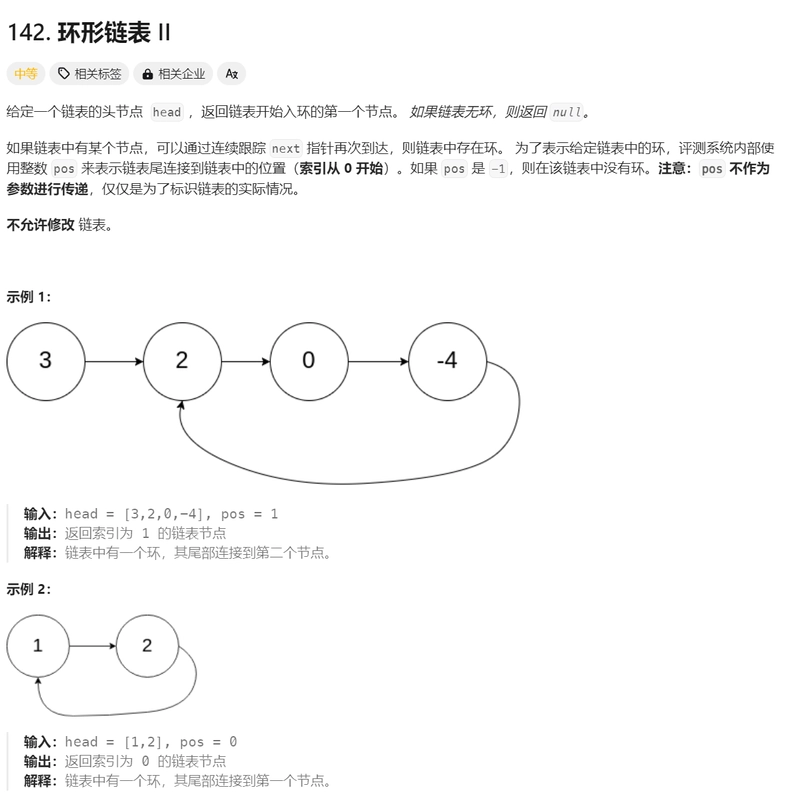 142. 环形链表 II
中等 相关标签 相关企业 Aあ
给定一个链表的头节点 head ，返回链表开始入环的第一个节点。 如果链表无环，则返回 null。
如果链表中有某个节点，可以通过连续跟踪 next 指针再次到达，则链表中存在环。 为了表示给定链表中的环，评测系统内部使
用整数 pos 来表示链表尾连接到链表中的位置（索引从 0 开始）。如果 pos 是 -1，则在该链表中没有环。注意：pos 不作为
参数进行传递，仅仅是为了标识链表的实际情况。
不允许修改 链表。
示例 1：
3 2 0 -4
输入：head = [3,2,0,-4], pos = 1
输出：返回索引为 1 的链表节点
解释：链表中有一个环，其尾部连接到第二个节点。
示例 2：
1 2
输入：head = [1,2], pos = 0
输出：返回索引为 0 的链表节点
解释：链表中有一个环，其尾部连接到第一个节点。